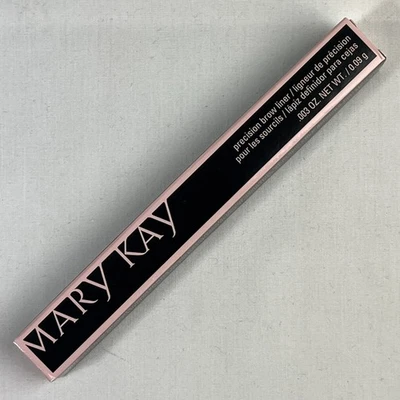 MARY KAY
precision brow liner / ligneur de précision
pour les sourcils / lápiz definidor para cejas
.003 OZ. NET WT. / 0.09 g